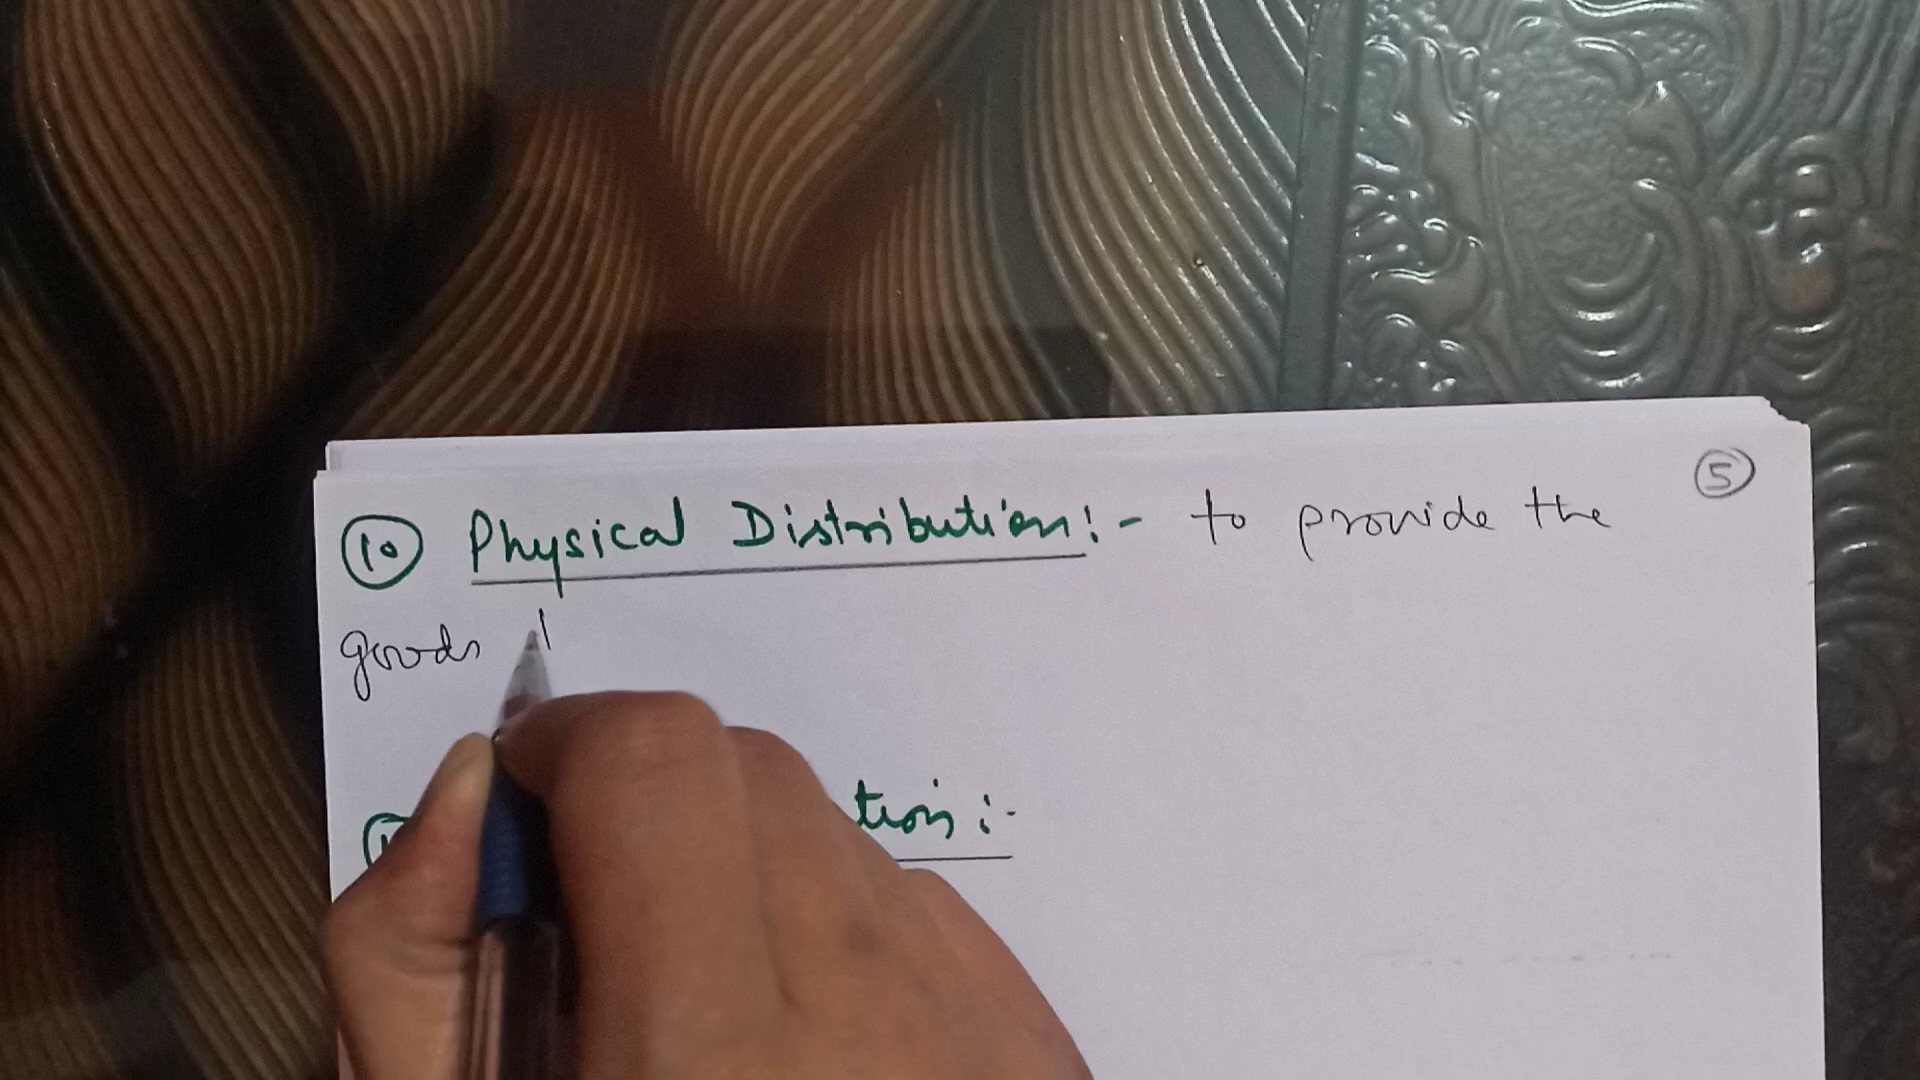 5
10 Physical Distribution:- to provide the
goods
tion:-